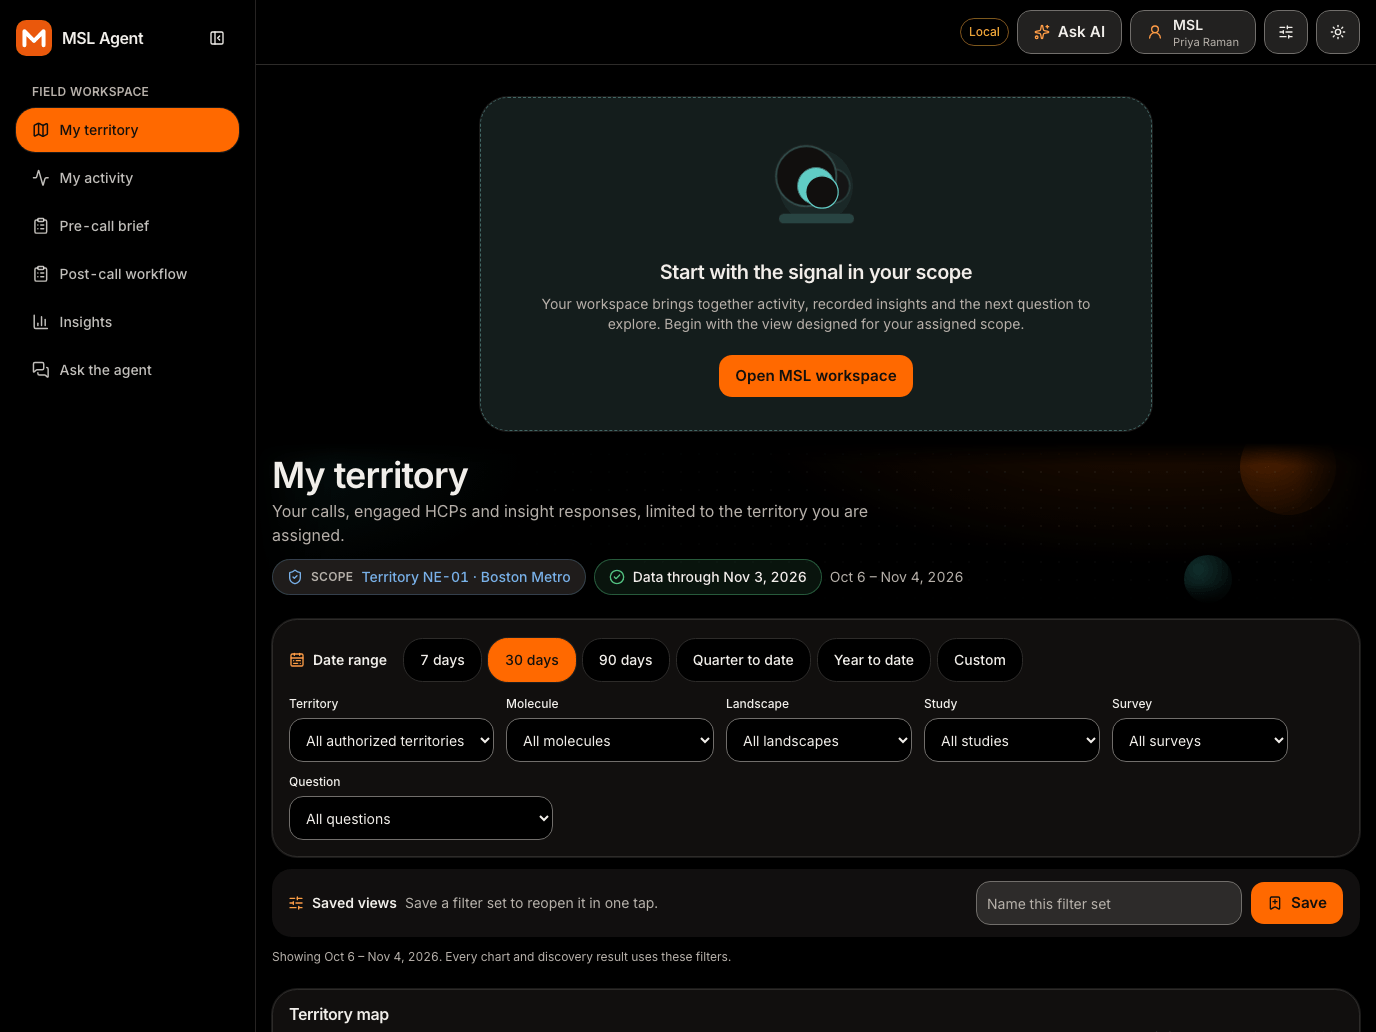 MSL Agent
FIELD WORKSPACE
My territory
My activity
Pre-call brief
Post-call workflow
Insights
Ask the agent
Local
Ask AI
MSL
Priya Raman
Start with the signal in your scope
Your workspace brings together activity, recorded insights and the next question to
explore. Begin with the view designed for your assigned scope.
Open MSL workspace
My territory
Your calls, engaged HCPs and insight responses, limited to the territory you are
assigned.
SCOPE Territory NE-01 · Boston Metro
Data through Nov 3, 2026
Oct 6 – Nov 4, 2026
Date range
7 days
30 days
90 days
Quarter to date
Year to date
Custom
Territory
All authorized territories
Molecule
All molecules
Landscape
All landscapes
Study
All studies
Survey
All surveys
Question
All questions
Saved views
Save a filter set to reopen it in one tap.
Name this filter set
Save
Showing Oct 6 – Nov 4, 2026. Every chart and discovery result uses these filters.
Territory map